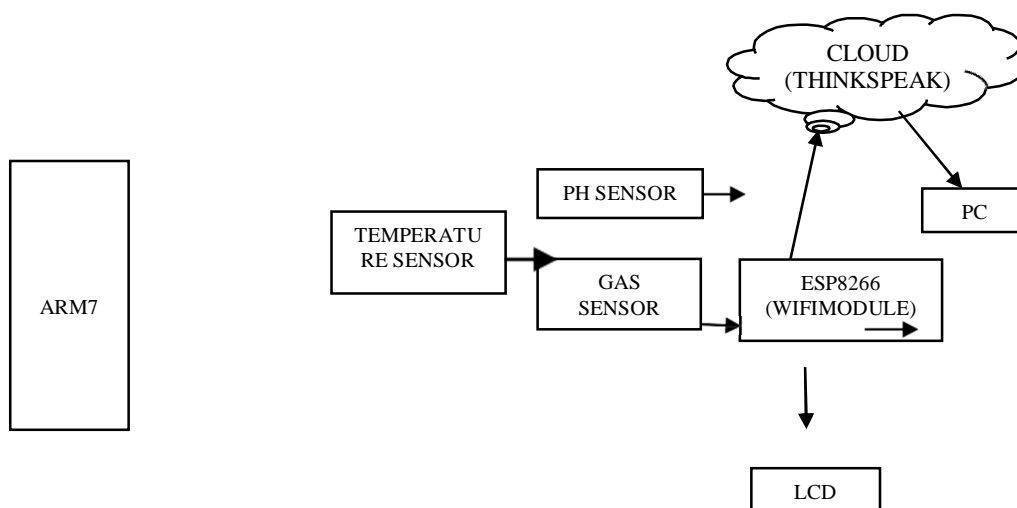 CLOUD
(THINKSPEAK)
PH SENSOR
PC
TEMPERATU
RE SENSOR
GAS
SENSOR
ESP8266
(WIFIMODULE)
ARM7
LCD